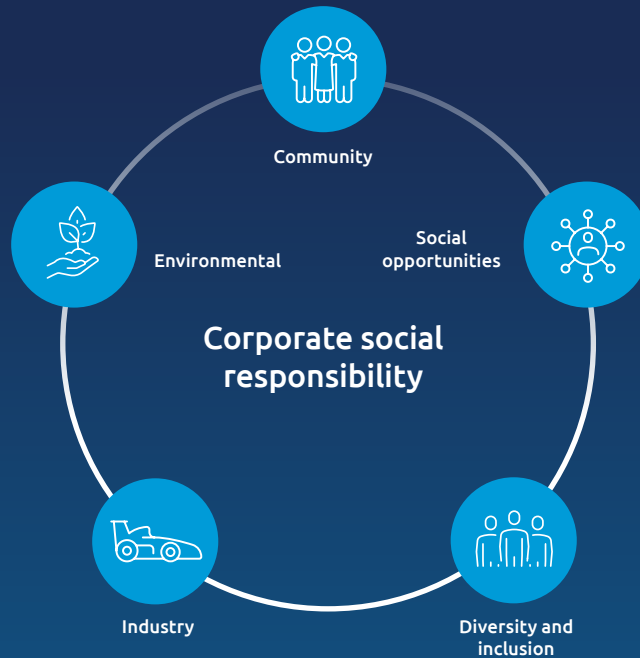 Community
Environmental
Social
opportunities
Corporate social
responsibility
Industry
Diversity and
inclusion